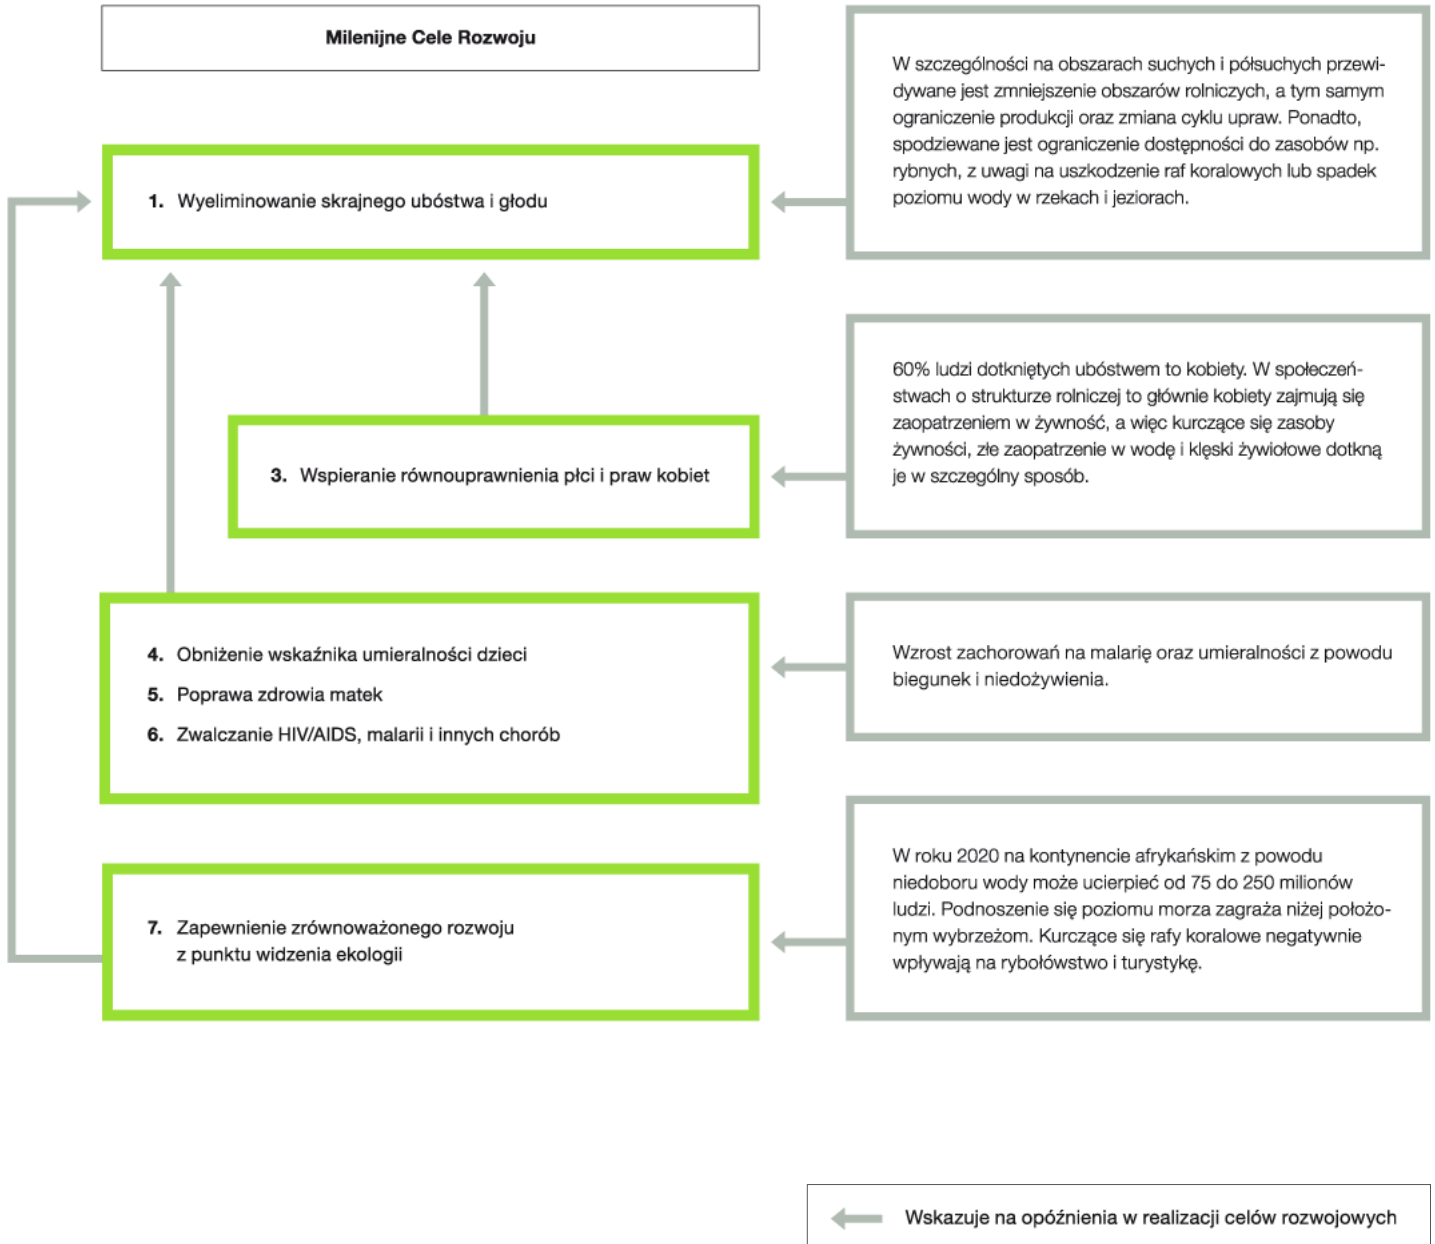 Milenijne Cele Rozwoju
W szczególności na obszarach suchych i półsuchych przewi-
dywane jest zmniejszenie obszarów rolniczych, a tym samym
ograniczenie produkcji oraz zmiana cyklu upraw. Ponadto,
spodziewane jest ograniczenie dostępności do zasobów np.
rybnych, z uwagi na uszkodzenie raf koralowych lub spadek
poziomu wody w rzekach i jeziorach.
1. Wyeliminowanie skrajnego ubóstwa i głodu
60% ludzi dotkniętych ubóstwem to kobiety. W społeczeń-
stwach o strukturze rolniczej to głównie kobiety zajmują się
zaopatrzeniem w żywność, a więc kurczące się zasoby
żywności, złe zaopatrzenie w wodę i klęski żywiołowe dotkną
je w szczególny sposób.
3. Wspieranie równouprawnienia płci i praw kobiet
4. Obniżenie wskaźnika umieralności dzieci
5. Poprawa zdrowia matek
6. Zwalczanie HIV/AIDS, malarii i innych chorób
Wzrost zachorowań na malarię oraz umieralności z powodu
biegunek i niedożywienia.
7. Zapewnienie zrównoważonego rozwoju
z punktu widzenia ekologii
W roku 2020 na kontynencie afrykańskim z powodu
niedoboru wody może ucierpieć od 75 do 250 milionów
ludzi. Podnoszenie się poziomu morza zagraża niżej położo-
nym wybrzeżom. Kurczące się rafy koralowe negatywnie
wpływają na rybołówstwo i turystykę.
Wskazuje na opóźnienia w realizacji celów rozwojowych